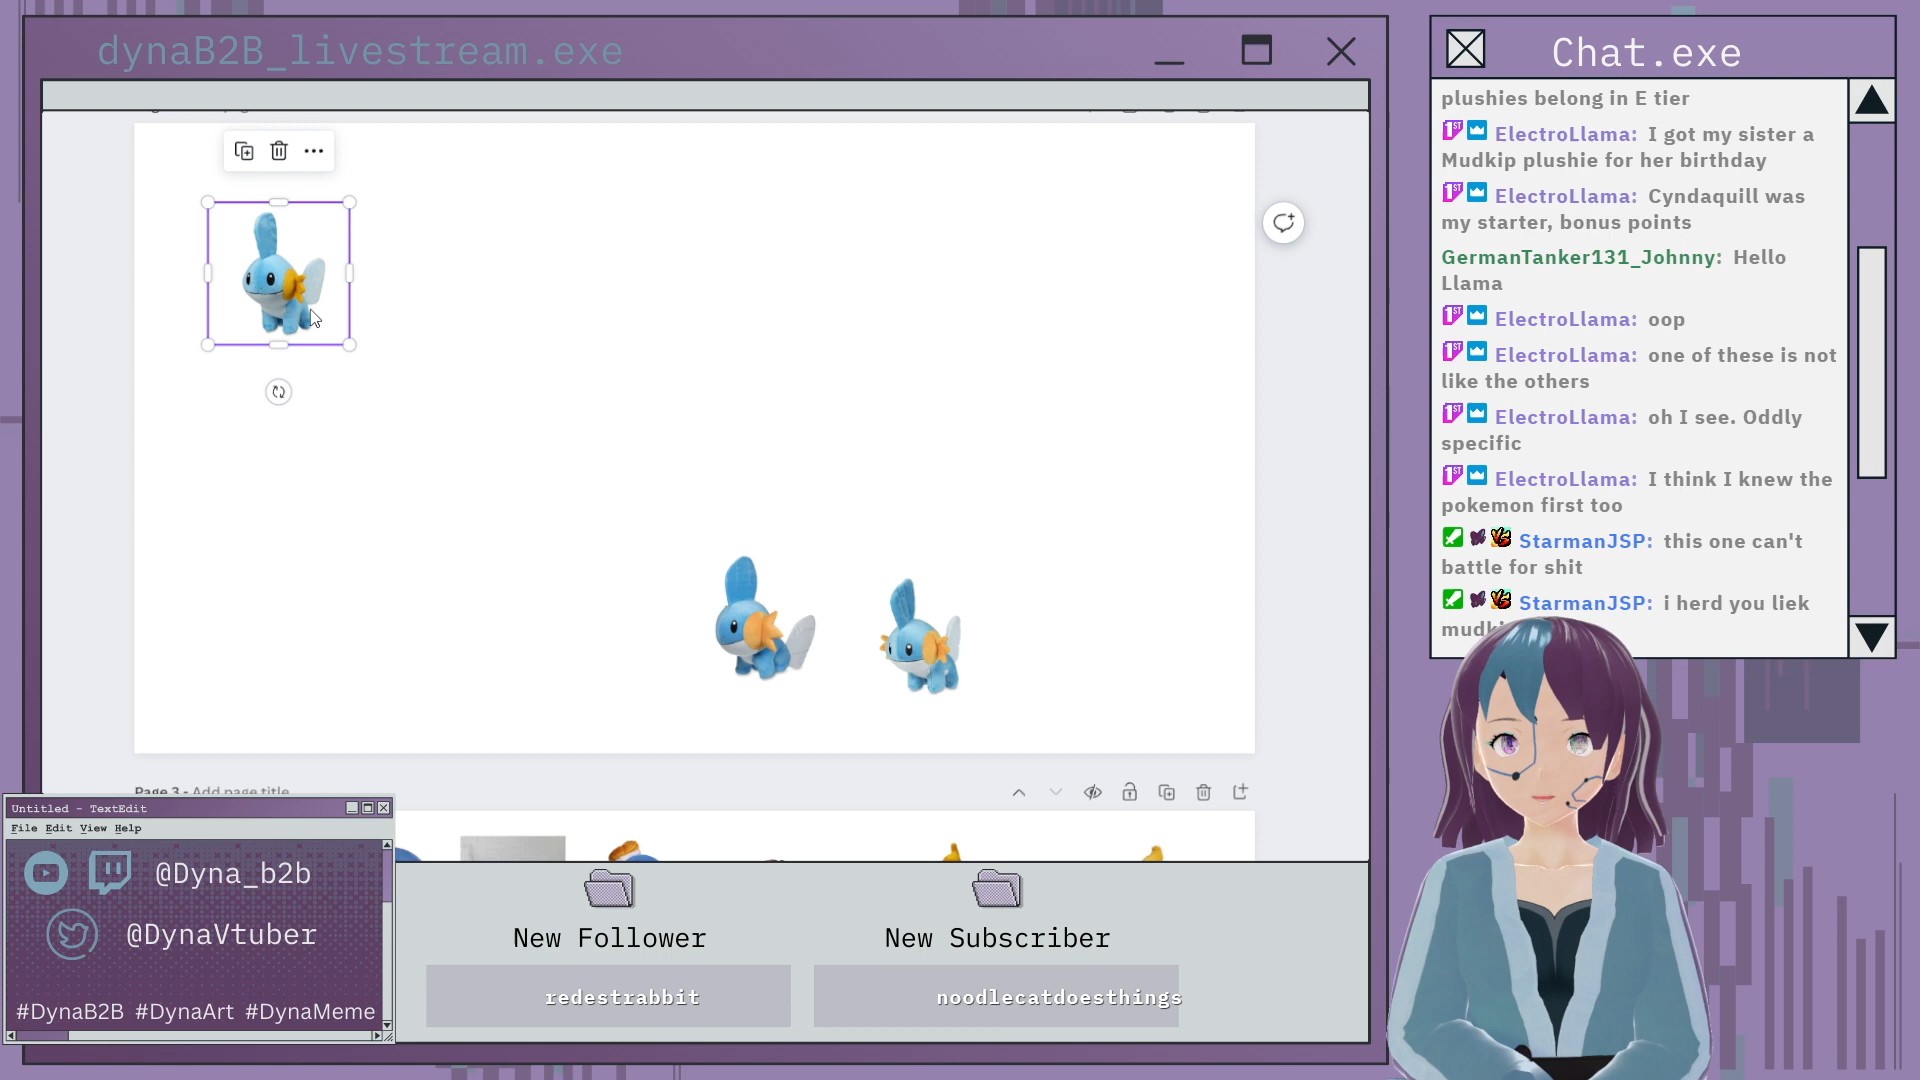 dynaB2B_livestream.exe
Chat.exe
plushies belong in E tier
ElectroLlama: I got my sister a
Mudkip plushie for her birthday
ElectroLlama: Cyndaquill was
my starter, bonus points
GermanTanker131_Johnny: Hello
Llama
ElectroLlama: oop
ElectroLlama: one of these is not
like the others
ElectroLlama: oh I see. Oddly
specific
ElectroLlama: I think I knew the
pokemon first too
StarmanJSP: this one can't
battle for shit
StarmanJSP: i herd you liek
Page 3 - Add page title
Untitled - TextEdit
File Edit View Help
@Dyna_b2b
@DynaVtuber
#DynaB2B #DynaArt #DynaMeme
New Follower
redestrabbit
New Subscriber
noodlecatdoesthings